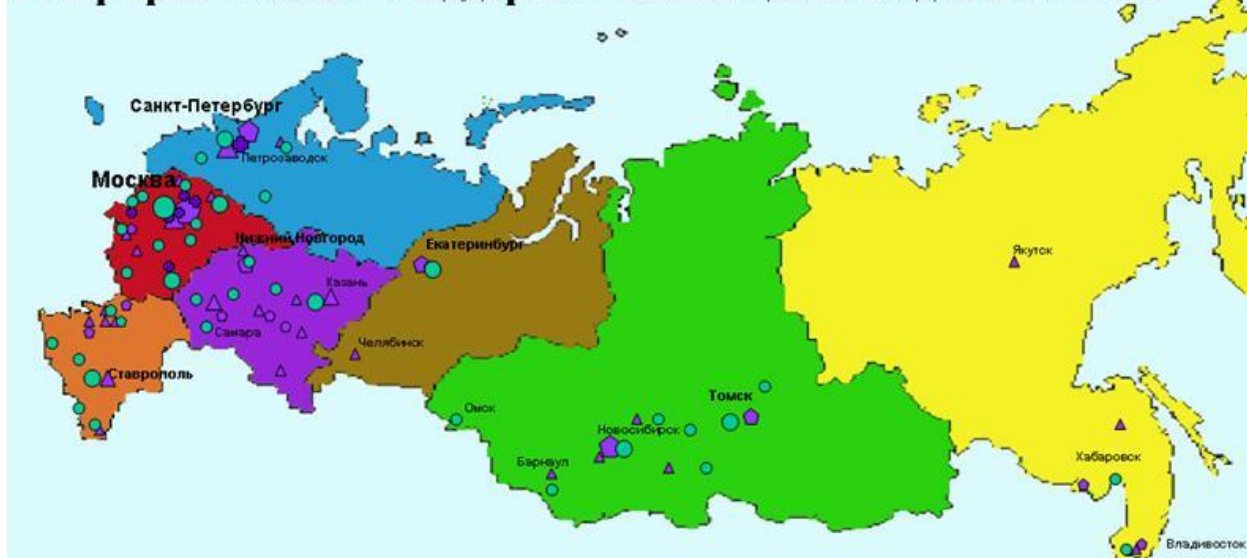 Санкт-Петербург
Петрозаводск
Москва
Нижний Новгород
Екатеринбург
Якутск
Казань
Самара
Челябинск
Ставрополь
Томск
Омск
Новосибирск
Хабаровск
Барнаул
Владивосток